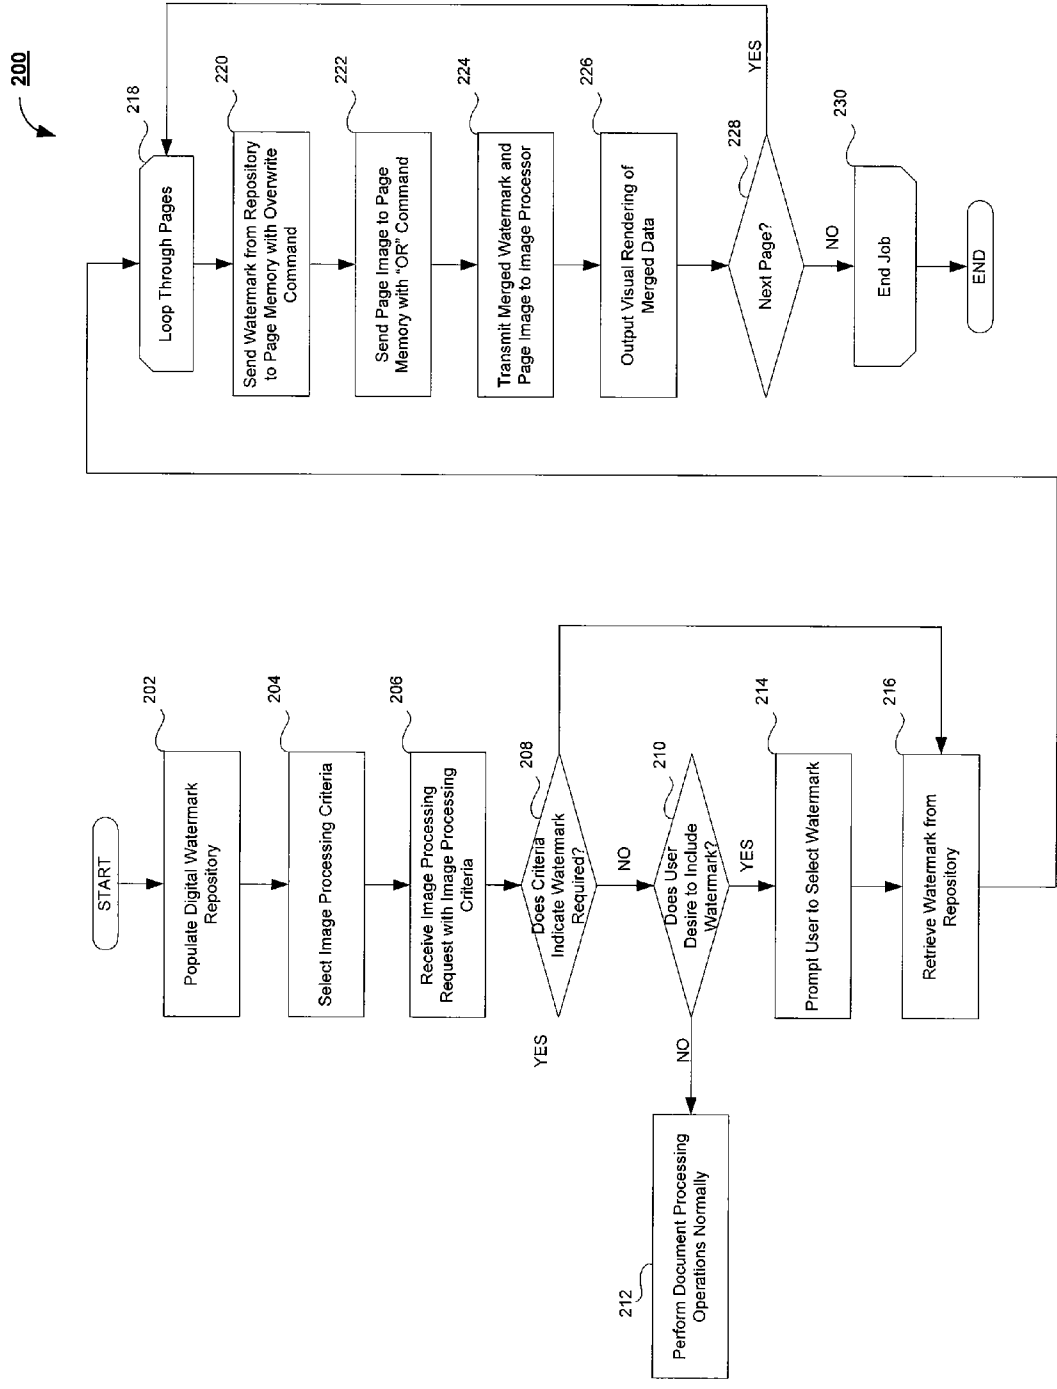 200
START
202
Populate Digital Watermark
Repository
204
Select Image Processing Criteria
206
Receive Image Processing
Request with Image Processing
Criteria
208
Does Criteria
Indicate Watermark
Required?
YES
NO
210
Does User
Desire to Include
Watermark?
NO
YES
212
Perform Document Processing
Operations Normally
214
Prompt User to Select Watermark
216
Retrieve Watermark from
Repository
218
Loop Through Pages
220
Send Watermark from Repository
to Page Memory with Overwrite
Command
222
Send Page Image to Page
Memory with “OR” Command
224
Transmit Merged Watermark and
Page Image to Image Processor
226
Output Visual Rendering of
Merged Data
228
Next Page?
YES
NO
230
End Job
END